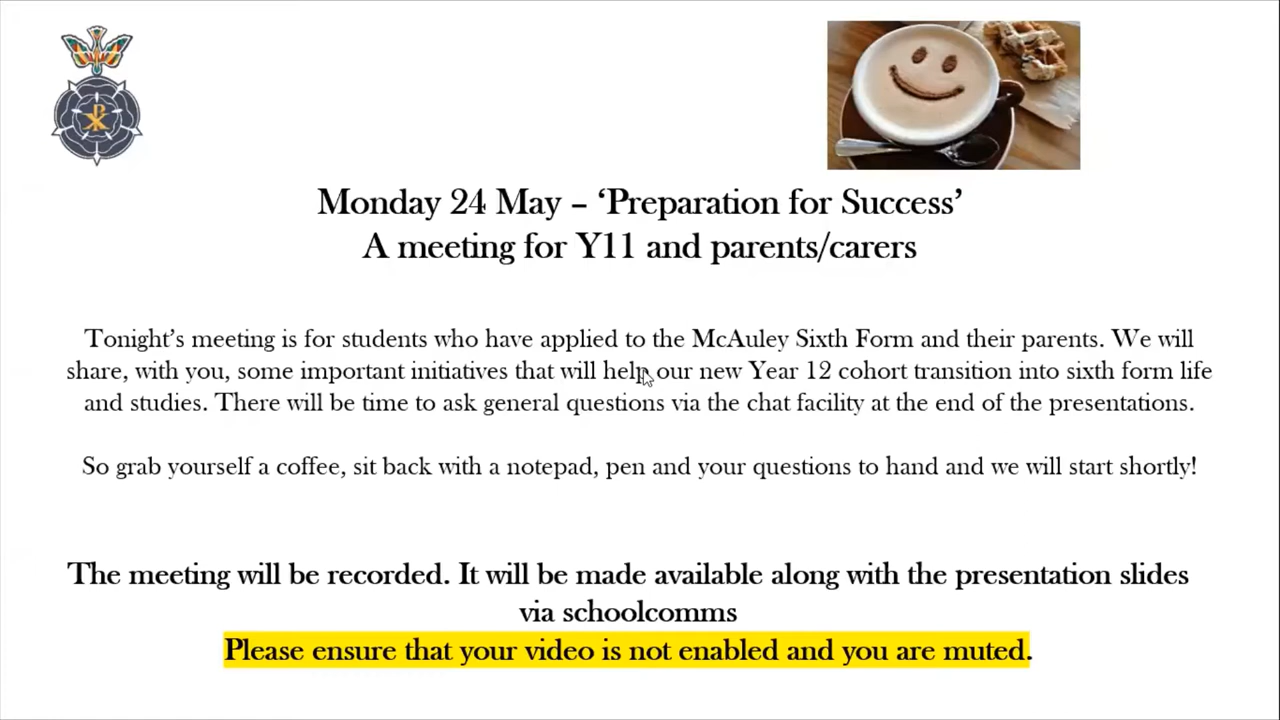 Monday 24 May – ‘Preparation for Success’
A meeting for Y11 and parents/carers
Tonight’s meeting is for students who have applied to the McAuley Sixth Form and their parents. We will
share, with you, some important initiatives that will help our new Year 12 cohort transition into sixth form life
and studies. There will be time to ask general questions via the chat facility at the end of the presentations.
So grab yourself a coffee, sit back with a notepad, pen and your questions to hand and we will start shortly!
The meeting will be recorded. It will be made available along with the presentation slides
via schoolcomms
Please ensure that your video is not enabled and you are muted.